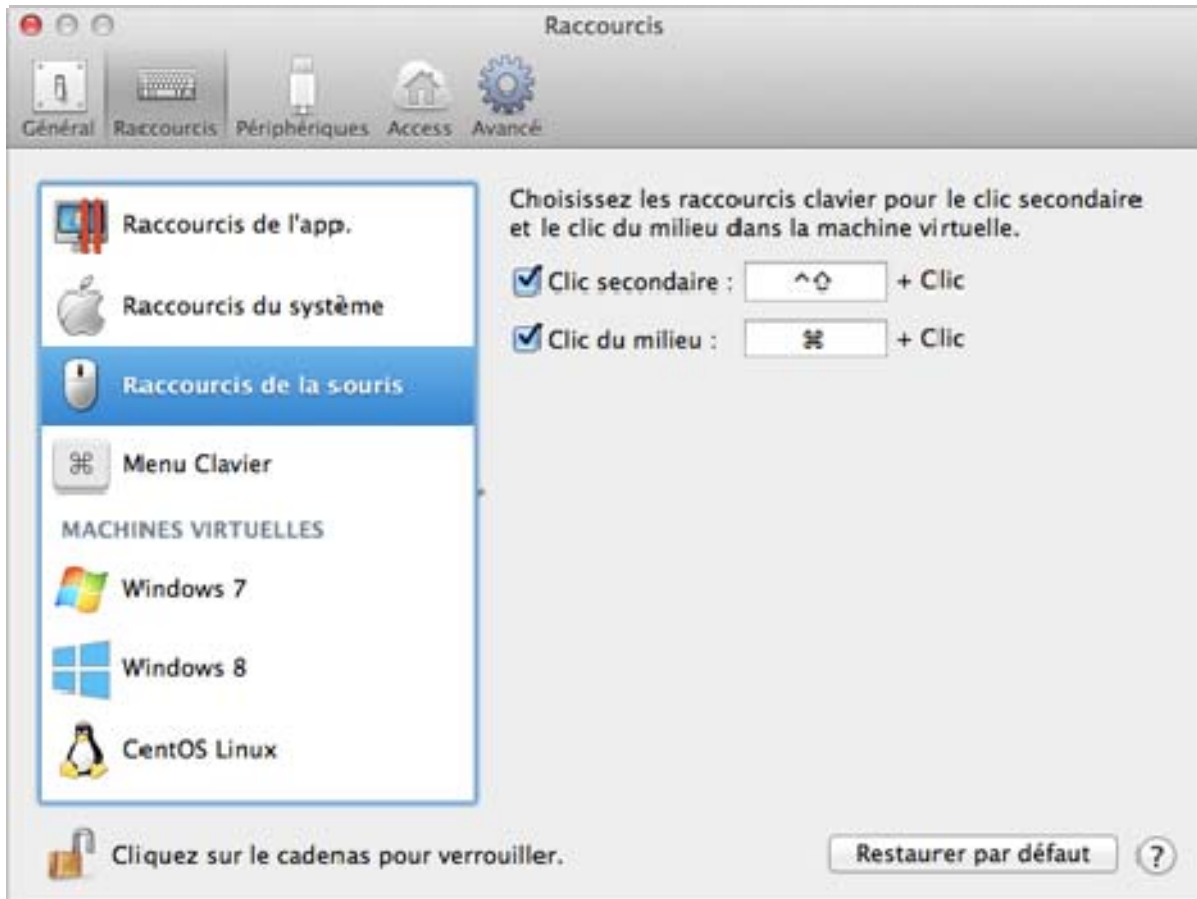 Raccourcis
Général Raccourcis Périphériques Access Avancé
Choisissez les raccourcis clavier pour le clic secondaire
et le clic du milieu dans la machine virtuelle.
Clic secondaire : ^⇧ + Clic
Clic du milieu : ⌘ + Clic
Raccourcis de l'app.
Raccourcis du système
Raccourcis de la souris
⌘ Menu Clavier
MACHINES VIRTUELLES
Windows 7
Windows 8
CentOS Linux
Cliquez sur le cadenas pour verrouiller.
Restaurer par défaut ?